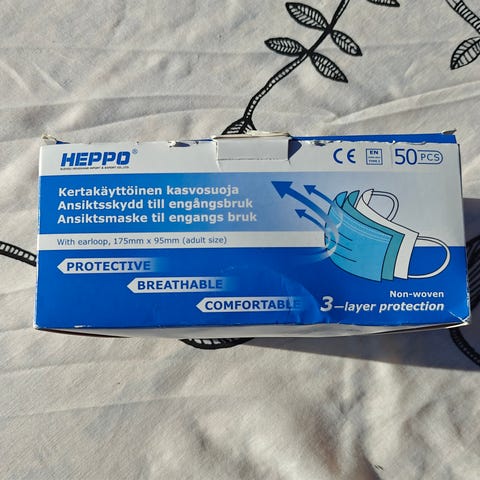 HEPPO®
CE
EN
50 PCS
Kertakäyttöinen kasvosuoja
Ansiktsskydd till engångsbruk
Ansiktsmaske til engangs bruk
With earloop, 175mm x 95mm (adult size)
PROTECTIVE
BREATHABLE
COMFORTABLE
Non-woven
3—layer protection